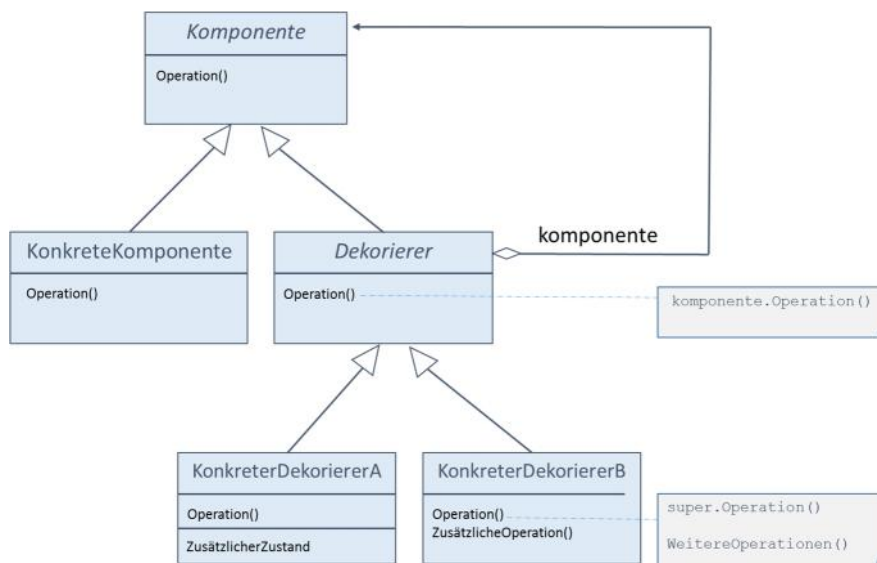 Komponente
Operation()
KonkreteKomponente
Operation()
Dekorierer
Operation()
komponente
komponente.Operation()
KonkreterDekoriererA
Operation()
ZusätzlicherZustand
KonkreterDekoriererB
Operation()
ZusätzlicheOperation()
super.Operation()
WeitereOperationen()